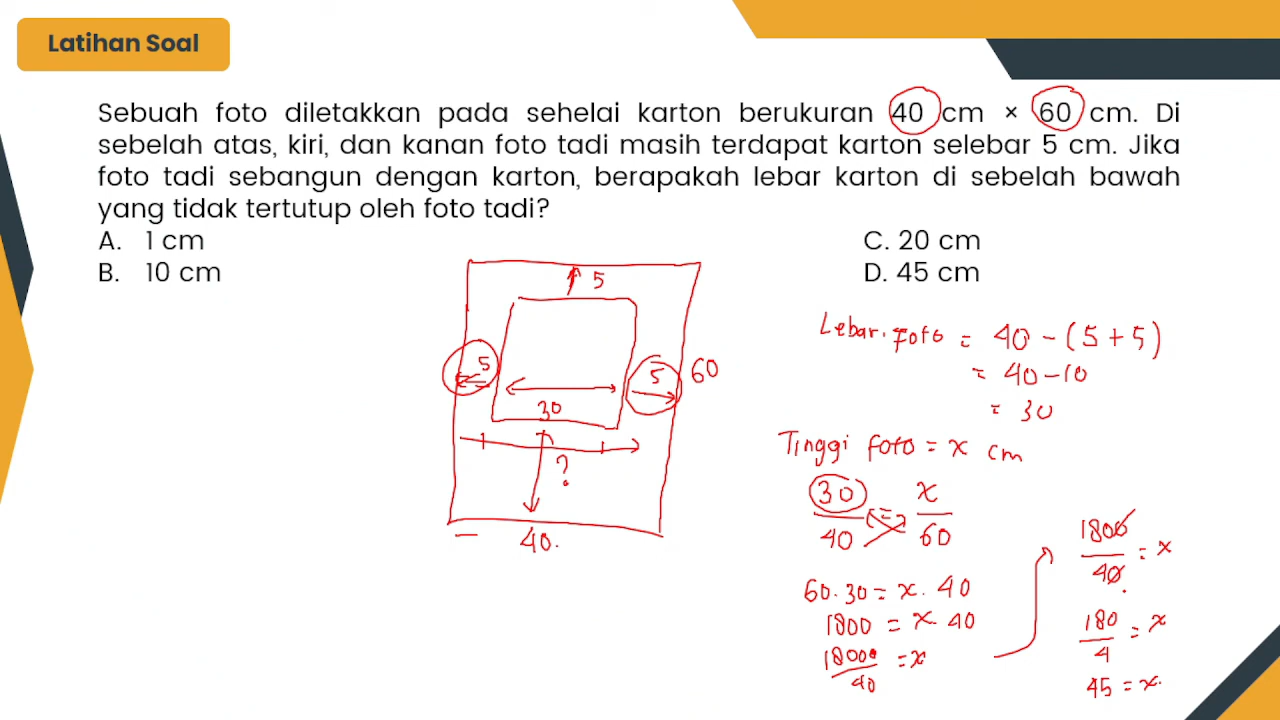 Latihan Soal
Sebuah foto diletakkan pada sehelai karton berukuran 40 cm × 60 cm. Di
sebelah atas, kiri, dan kanan foto tadi masih terdapat karton selebar 5 cm. Jika
foto tadi sebangun dengan karton, berapakah lebar karton di sebelah bawah
yang tidak tertutup oleh foto tadi?
A. 1 cm
B. 10 cm
C. 20 cm
D. 45 cm
5
5
5
60
30
?
40.
Lebar foto = 40 - (5 + 5)
= 40 - 10
= 30
Tinggi foto = x cm
30/40 = x/60
60. 30 = x. 40
1800 = x. 40
1800/40 = x
1800/40 = x
180/4 = x
45 = x.